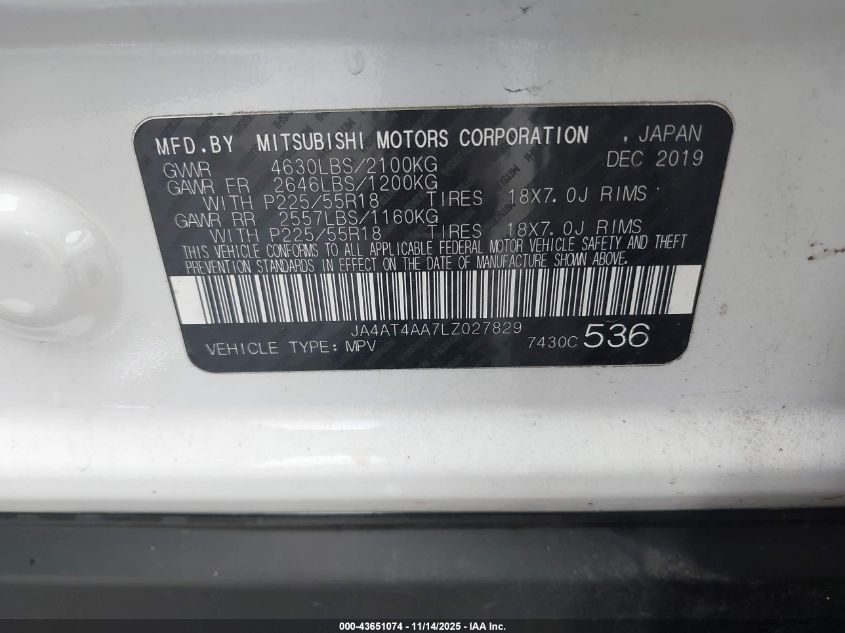 MFD.BY MITSUBISHI MOTORS CORPORATION , JAPAN
GVWR 4630LBS/2100KG DEC 2019
GAWR FR 2646LBS/1200KG
WITH P225/55R18 TIRES 18X7.0J RIMS
GAWR RR 2557LBS/1160KG
WITH P225/55R18 TIRES 18X7.0J RIMS
THIS VEHICLE CONFORMS TO ALL APPLICABLE FEDERAL MOTOR VEHICLE SAFETY AND THEFT
PREVENTION STANDARDS IN EFFECT ON THE DATE OF MANUFACTURE SHOWN ABOVE.
JA4AT4AA7LZ027829
VEHICLE TYPE: MPV 7430C 536
000-43651074 - 11/14/2025 - IAA Inc.